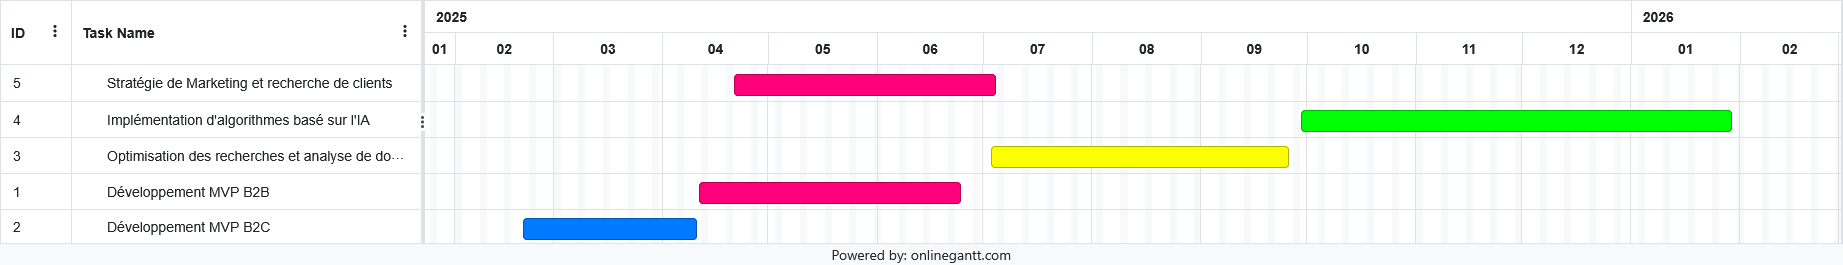 ID Task Name 2025 2026
01 02 03 04 05 06 07 08 09 10 11 12 01 02
5 Stratégie de Marketing et recherche de clients
4 Implémentation d'algorithmes basé sur l'IA
3 Optimisation des recherches et analyse de do...
1 Développement MVP B2B
2 Développement MVP B2C
Powered by: onlinegantt.com